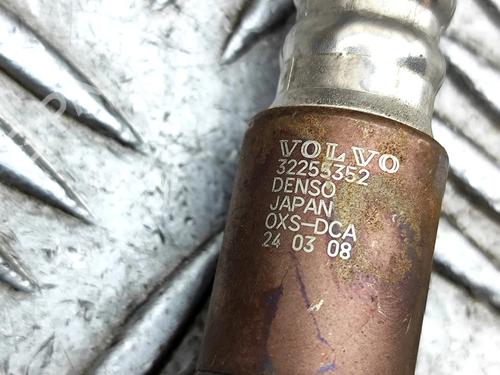 VOLVO
32255352
DENSO
JAPAN
OXS-DCA
24 03 08